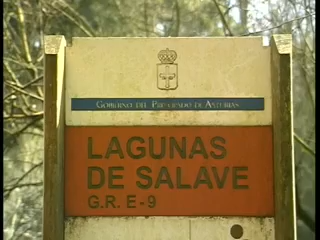 GOBIERNO DEL PRINCIPADO DE ASTURIAS
LAGUNAS
DE SALAVE
G.R. E-9